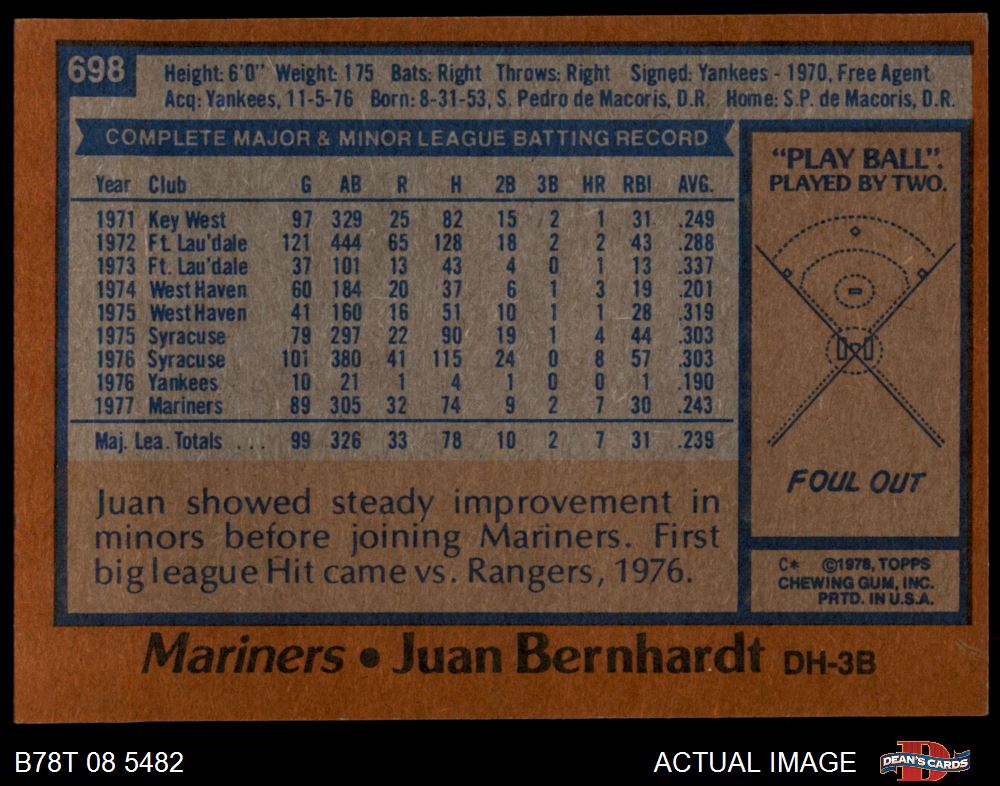 698
Height: 6'0" Weight: 175 Bats: Right Throws: Right Signed: Yankees - 1970, Free Agent
Acq: Yankees, 11-5-76 Born: 8-31-53, S. Pedro de Macoris, D.R. Home: S.P. de Macoris, D.R.
COMPLETE MAJOR & MINOR LEAGUE BATTING RECORD
Year Club G AB R H 2B 3B HR RBI AVG.
1971 Key West 97 329 25 82 15 2 1 31 .249
1972 Ft. Lau'dale 121 444 65 128 18 2 2 43 .288
1973 Ft. Lau'dale 37 101 13 43 4 0 1 13 .337
1974 West Haven 60 184 20 37 6 1 3 19 .201
1975 West Haven 41 160 16 51 10 1 1 28 .319
1975 Syracuse 79 297 22 90 19 1 4 44 .303
1976 Syracuse 101 380 41 115 24 0 8 57 .303
1976 Yankees 10 21 1 4 1 0 0 1 .190
1977 Mariners 89 305 32 74 9 2 7 30 .243
Maj. Lea. Totals . . . 99 326 33 78 10 2 7 31 .239
Juan showed steady improvement in
minors before joining Mariners. First
big league Hit came vs. Rangers, 1976.
"PLAY BALL".
PLAYED BY TWO.
FOUL OUT
C* ©1978, TOPPS
CHEWING GUM, INC.
PRTD. IN U.S.A.
Mariners • Juan Bernhardt DH-3B
B78T 08 5482
ACTUAL IMAGE
D
DEAN'S CARDS